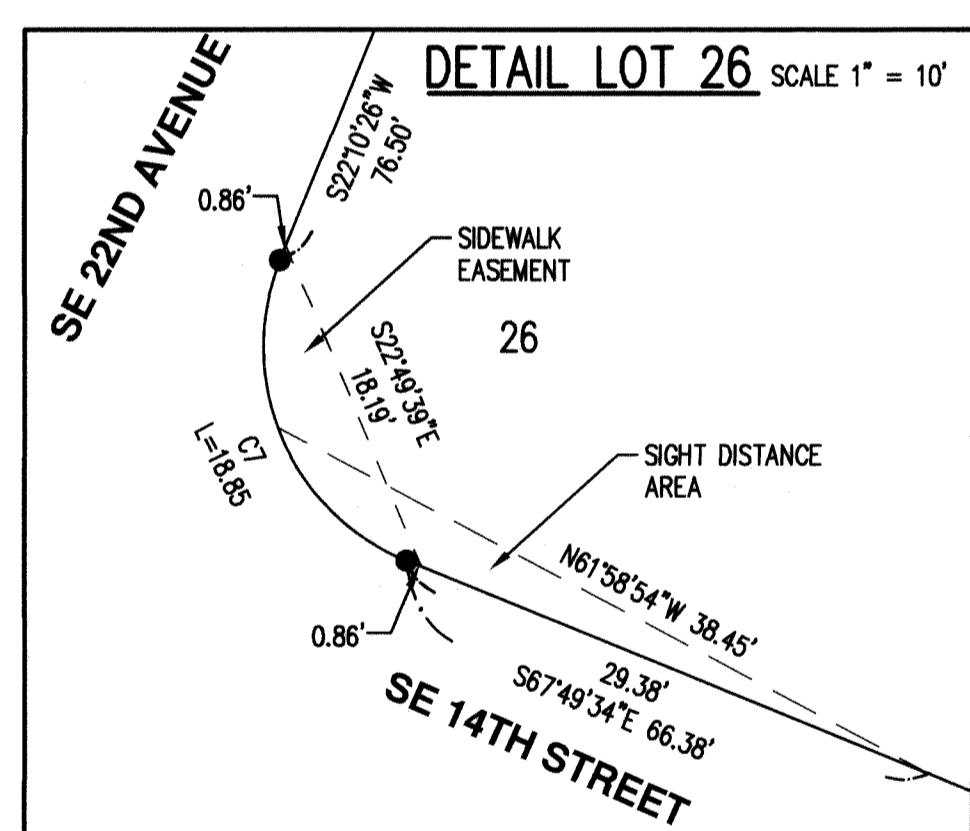 DETAIL LOT 26 SCALE 1" = 10'
SE 22ND AVENUE
S22°10'26"W
76.50'
0.86'
SIDEWALK
EASEMENT
26
S22°49'39"E
18.19'
C7
L=18.85
SIGHT DISTANCE
AREA
N61°58'54"W 38.45'
0.86'
29.38'
S67°49'34"E 66.38'
SE 14TH STREET